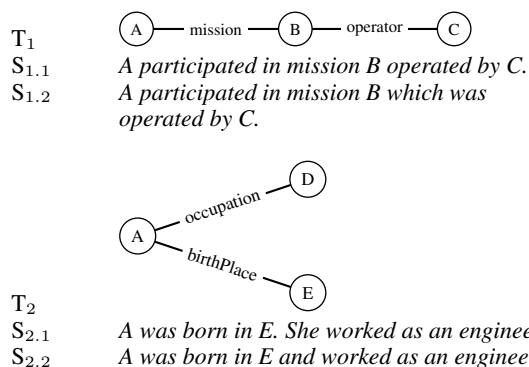 T1 A mission B operator C
S1.1 A participated in mission B operated by C.
S1.2 A participated in mission B which was
operated by C.
D
occupation
A
birthPlace
E
T2
S2.1 A was born in E. She worked as an enginee
S2.2 A was born in E and worked as an enginee